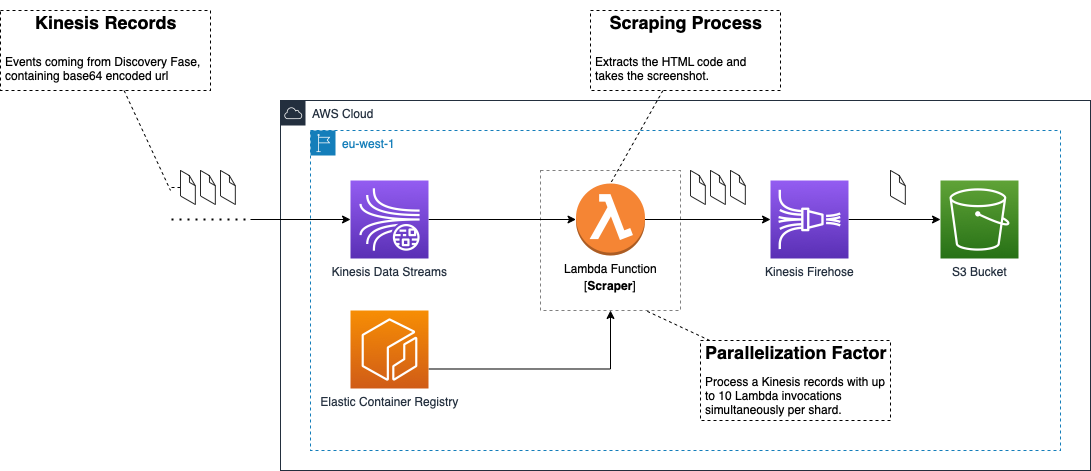 Kinesis Records
Events coming from Discovery Fase,
containing base64 encoded url
Scraping Process
Extracts the HTML code and
takes the screenshot.
AWS Cloud
eu-west-1
Kinesis Data Streams
Lambda Function
[Scraper]
Kinesis Firehose
S3 Bucket
Elastic Container Registry
Parallelization Factor
Process a Kinesis records with up
to 10 Lambda invocations
simultaneously per shard.